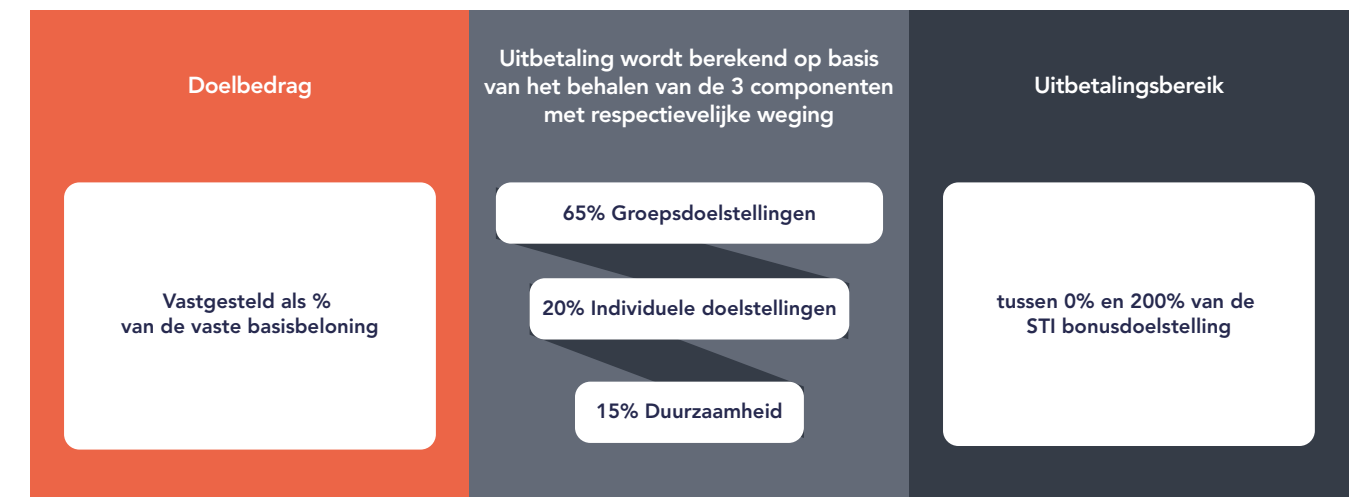 Doelbedrag
Vastgesteld als %
van de vaste basisbeloning
Uitbetaling wordt berekend op basis
van het behalen van de 3 componenten
met respectievelijke weging
65% Groepsdoelstellingen
20% Individuele doelstellingen
15% Duurzaamheid
Uitbetalingsbereik
tussen 0% en 200% van de
STI bonusdoelstelling